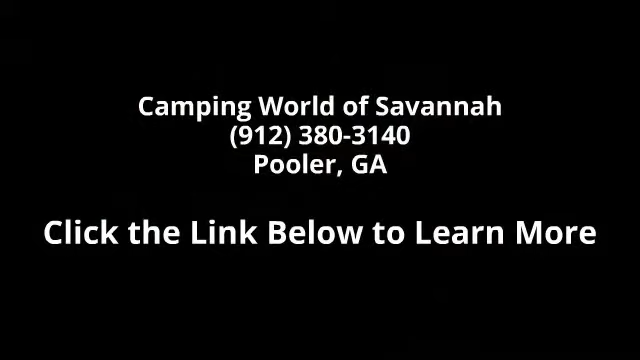 Camping World of Savannah
(912) 380-3140
Pooler, GA
Click the Link Below to Learn More